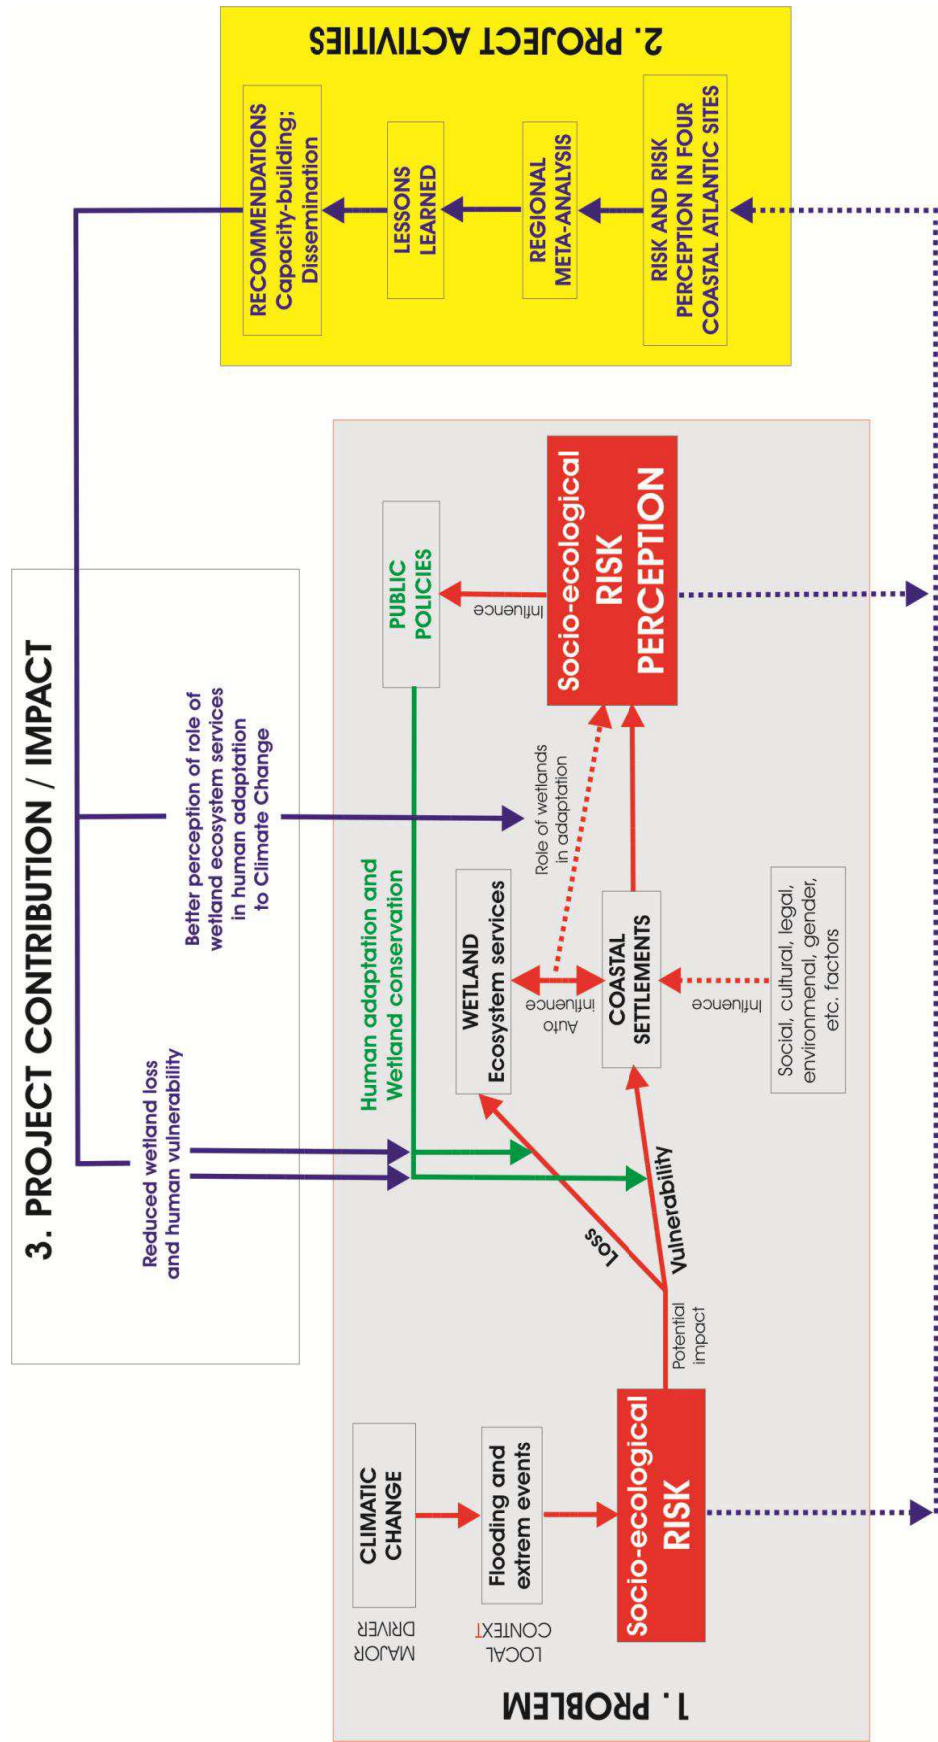 3. PROJECT CONTRIBUTION / IMPACT
Reduced wetland loss
and human vulnerability
Better perception of role of
wetland ecosystem services
in human adaptation
to Climate Change
1. PROBLEM
MAJOR
DRIVER
CLIMATIC
CHANGE
LOCAL
CONTEXT
Flooding and
extrem events
Socio-ecological
RISK
Potential
impact
Loss
Vulnerability
Human adaptation and
Wetland conservation
WETLAND
Ecosystem services
Auto
influence
COASTAL
SETTLEMENTS
Influence
Social, cultural, legal,
environmenal, gender,
etc. factors
Role of wetlands
in adaptation
PUBLIC
POLICIES
Influence
Socio-ecological
RISK
PERCEPTION
2. PROJECT ACTIVITIES
RECOMMENDATIONS
Capacity-building;
Dissemination
LESSONS
LEARNED
REGIONAL
META-ANALYSIS
RISK AND RISK
PERCEPTION IN FOUR
COASTAL ATLANTIC SITES